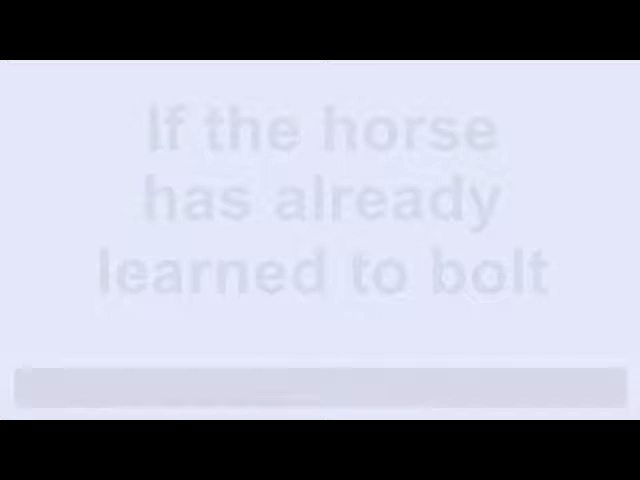 If the horse
has already
learned to bolt